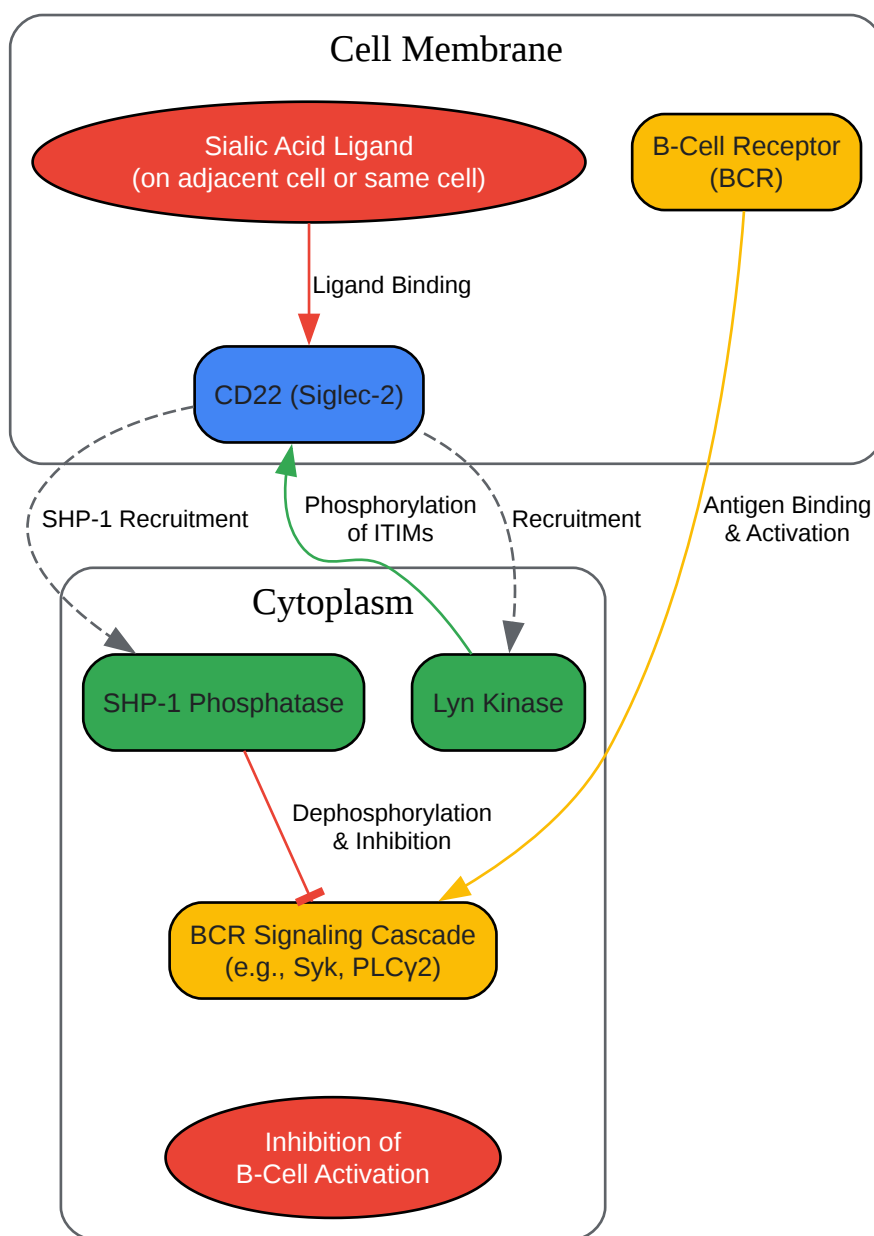 Cell Membrane
Sialic Acid Ligand
(on adjacent cell or same cell)
B-Cell Receptor
(BCR)
Ligand Binding
CD22 (Siglec-2)
SHP-1 Recruitment
Phosphorylation
of ITIMs
Recruitment
Antigen Binding
& Activation
Cytoplasm
SHP-1 Phosphatase
Lyn Kinase
Dephosphorylation
& Inhibition
BCR Signaling Cascade
(e.g., Syk, PLCγ2)
Inhibition of
B-Cell Activation